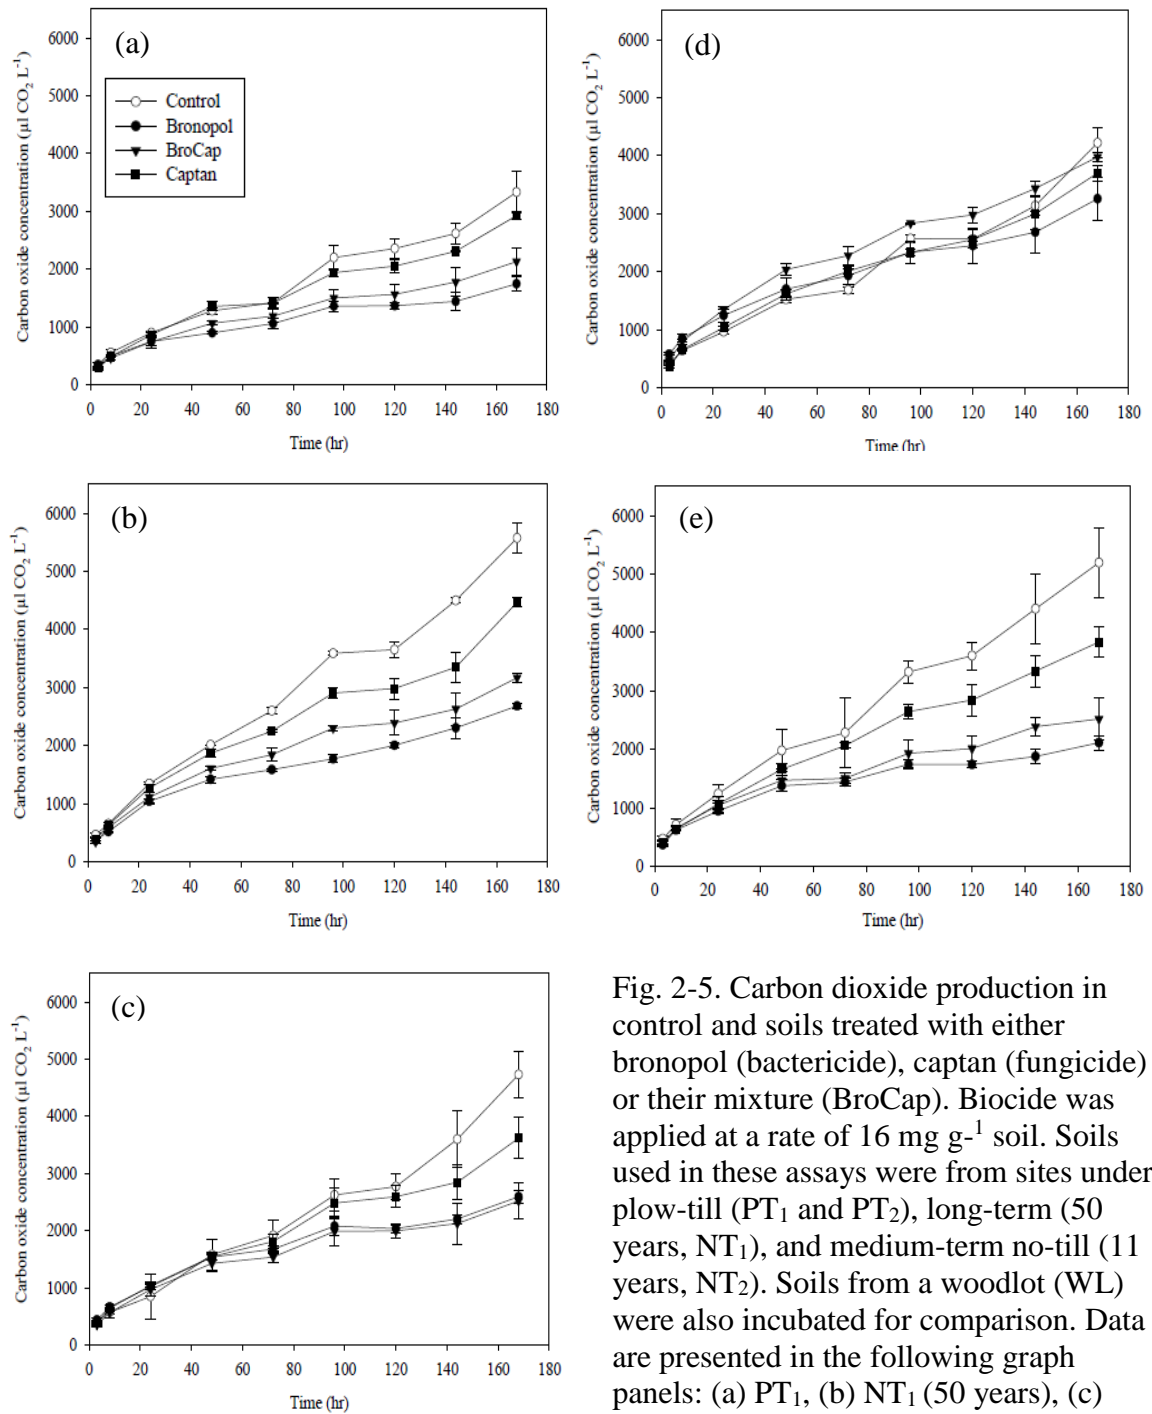 (a)
Carbon oxide concentration (µl CO2 L-1)
6000
5000
4000
3000
2000
1000
0
Control
Bronopol
BroCap
Captan
0 20 40 60 80 100 120 140 160 180
Time (hr)
(d)
Carbon oxide concentration (µl CO2 L-1)
6000
5000
4000
3000
2000
1000
0
0 20 40 60 80 100 120 140 160 180
Time (hr)
(b)
Carbon oxide concentration (µl CO2 L-1)
6000
5000
4000
3000
2000
1000
0
0 20 40 60 80 100 120 140 160 180
Time (hr)
(e)
Carbon oxide concentration (µl CO2 L-1)
6000
5000
4000
3000
2000
1000
0
0 20 40 60 80 100 120 140 160 180
Time (hr)
(c)
Carbon oxide concentration (µl CO2 L-1)
6000
5000
4000
3000
2000
1000
0
0 20 40 60 80 100 120 140 160 180
Time (hr)
Fig. 2-5. Carbon dioxide production in
control and soils treated with either
bronopol (bactericide), captan (fungicide)
or their mixture (BroCap). Biocide was
applied at a rate of 16 mg g-1 soil. Soils
used in these assays were from sites under
plow-till (PT1 and PT2), long-term (50
years, NT1), and medium-term no-till (11
years, NT2). Soils from a woodlot (WL)
were also incubated for comparison. Data
are presented in the following graph
panels: (a) PT1, (b) NT1 (50 years), (c)